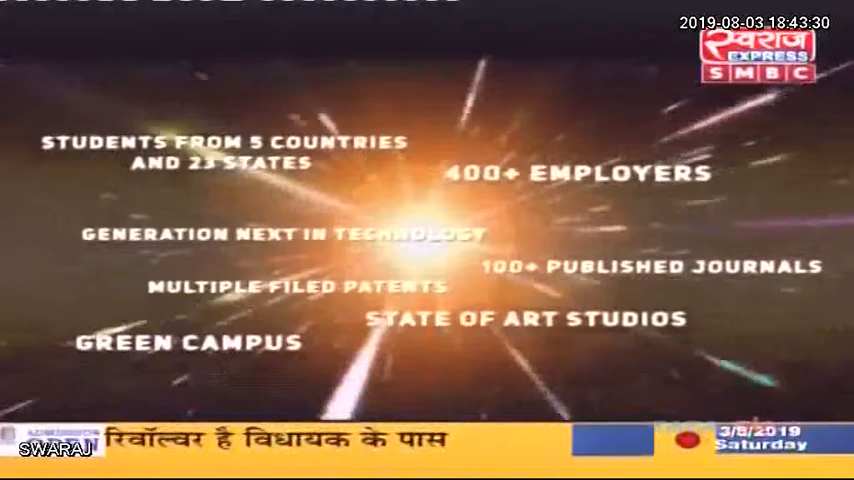 2019-08-03 18:43:30
स्वराज
EXPRESS
SMBC
STUDENTS FROM 5 COUNTRIES
AND 23 STATES
400+ EMPLOYERS
GENERATION NEXT IN TECHNOLOGY
100+ PUBLISHED JOURNALS
MULTIPLE FILED PATENTS
STATE OF ART STUDIOS
GREEN CAMPUS
ADMISSION
OPEN
SWARAJ
रिवॉल्वर है विधायक के पास
3/8/2019
Saturday